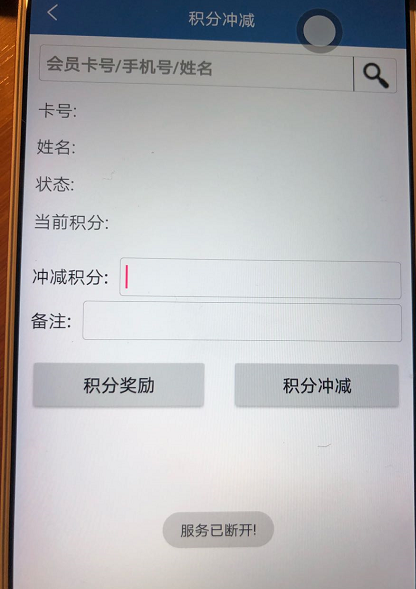 积分冲减
会员卡号/手机号/姓名
卡号:
姓名:
状态:
当前积分:
冲减积分:
备注:
积分奖励 积分冲减
服务已断开!